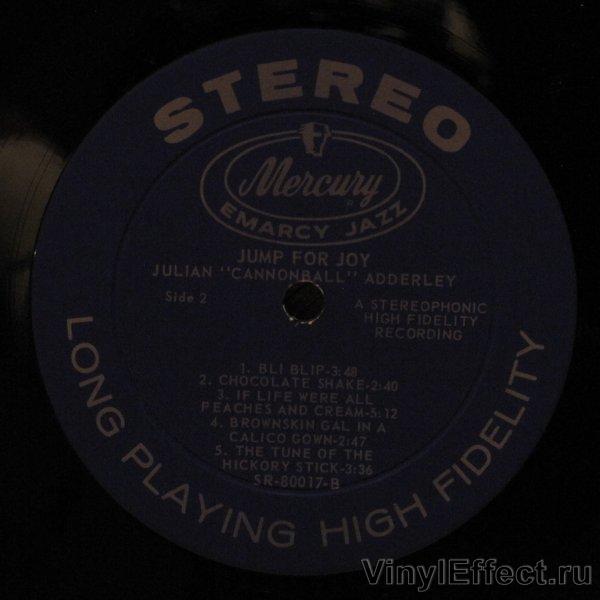 STEREO
Mercury
EMARCY JAZZ
JUMP FOR JOY
JULIAN "CANNONBALL" ADDERLEY
Side 2
A STEREOPHONIC
HIGH FIDELITY
RECORDING
1. BLI BLIP-3:48
2. CHOCOLATE SHAKE-2:40
3. IF LIFE WERE ALL
PEACHES AND CREAM-5:12
4. BROWNSKIN GAL IN A
CALICO GOWN-2:47
5. THE TUNE OF THE
HICKORY STICK-3:36
SR-80017-B
LONG PLAYING HIGH FIDELITY
VinylEffect.ru